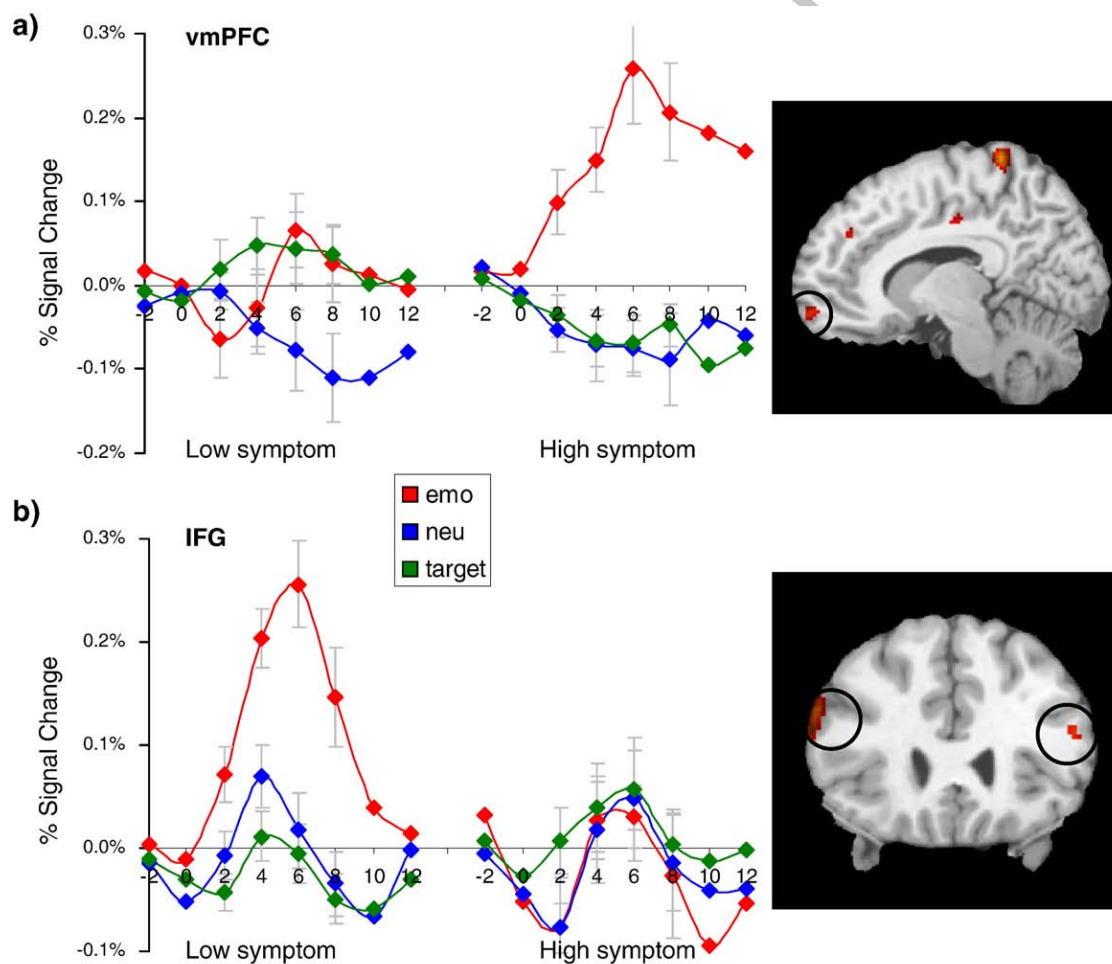 a)
vmPFC
0.3%
0.2%
0.1%
0.0%
-0.1%
-0.2%
% Signal Change
-2 0 2 4 6 8 10 12
-2 0 2 4 6 8 10 12
Low symptom
High symptom
emo
neu
target
b)
IFG
0.3%
0.2%
0.1%
0.0%
-0.1%
% Signal Change
-2 0 2 4 6 8 10 12
-2 0 2 4 6 8 10 12
Low symptom
High symptom